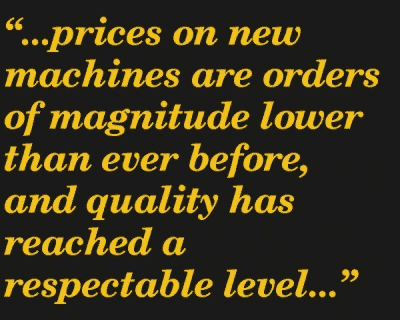 “...prices on new
machines are orders
of magnitude lower
than ever before,
and quality has
reached a
respectable level...”